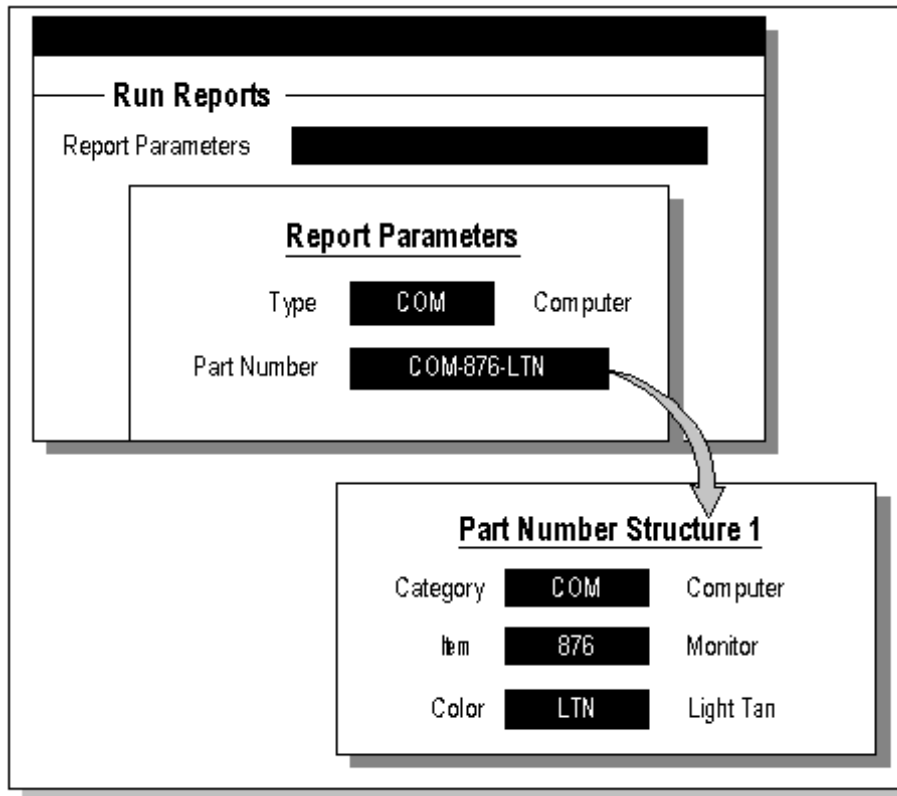 Run Reports
Report Parameters
Report Parameters
Type COM Computer
Part Number COM-876-LTN
Part Number Structure 1
Category COM Computer
Item 876 Monitor
Color LTN Light Tan